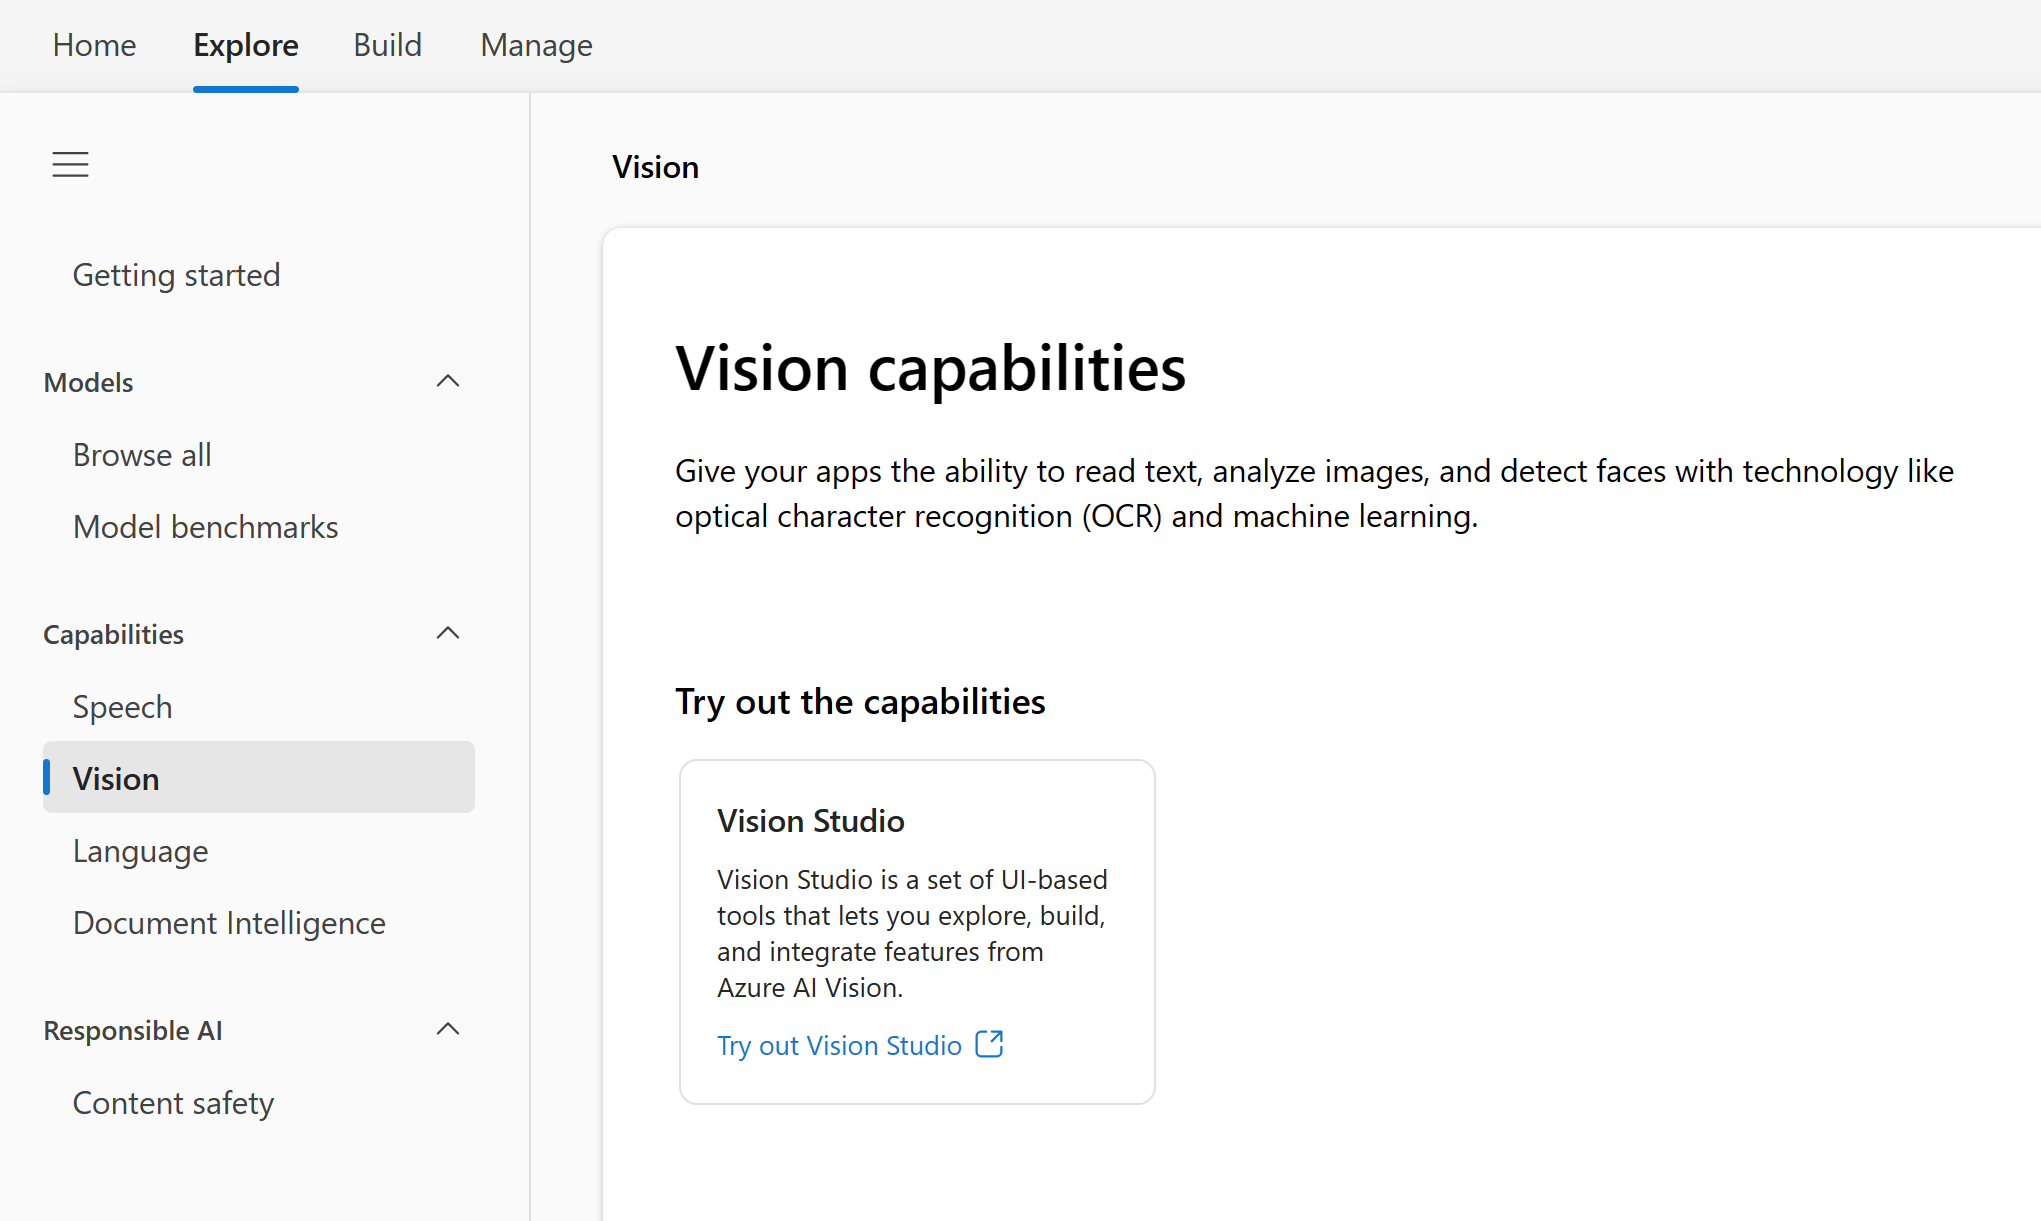 Home Explore Build Manage
Getting started
Models
Browse all
Model benchmarks
Capabilities
Speech
Vision
Language
Document Intelligence
Responsible AI
Content safety
Vision
Vision capabilities
Give your apps the ability to read text, analyze images, and detect faces with technology like
optical character recognition (OCR) and machine learning.
Try out the capabilities
Vision Studio
Vision Studio is a set of UI-based
tools that lets you explore, build,
and integrate features from
Azure AI Vision.
Try out Vision Studio